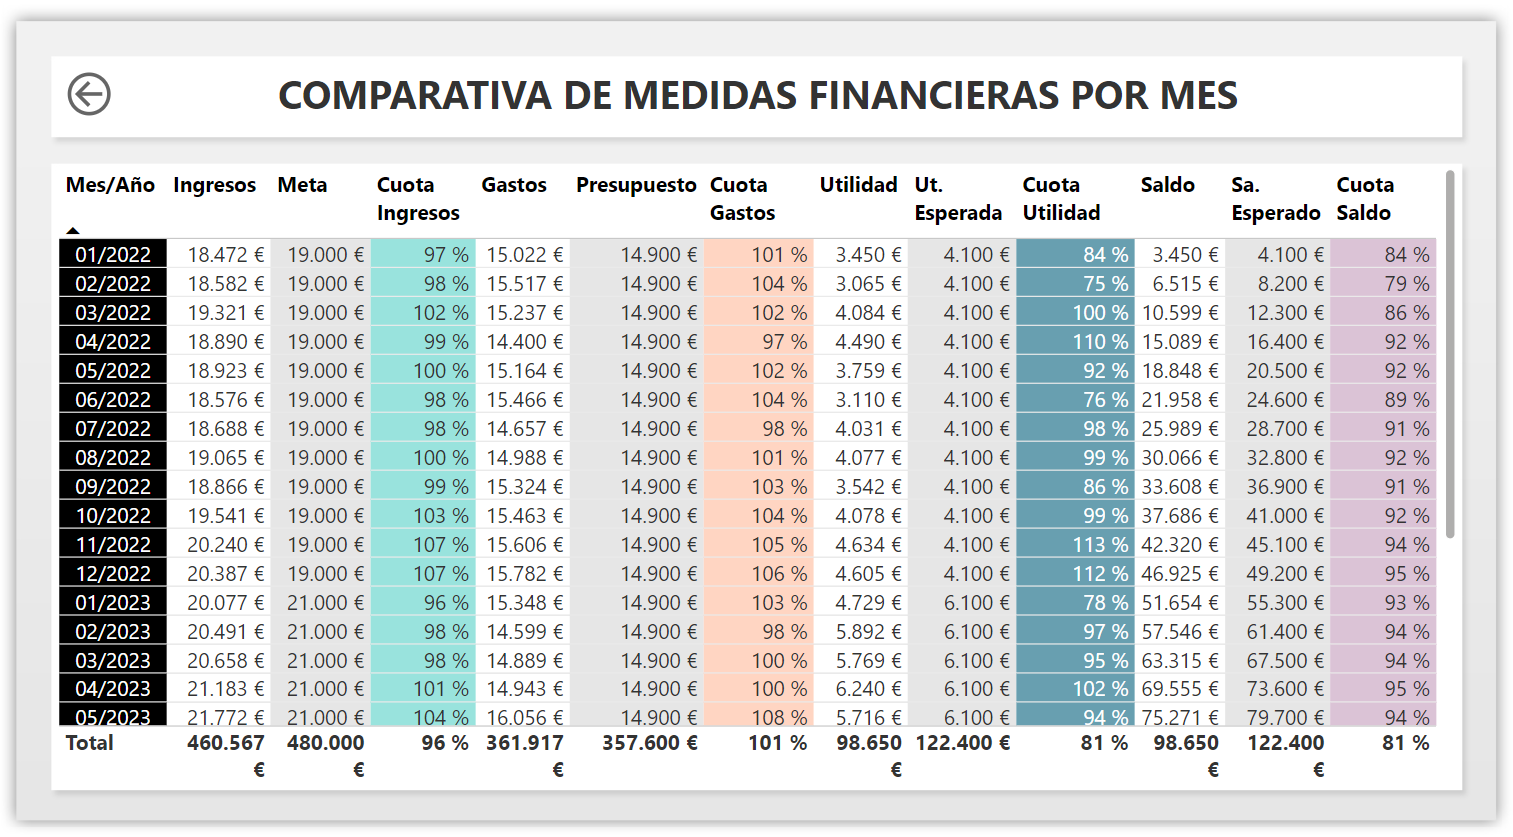 COMPARATIVA DE MEDIDAS FINANCIERAS POR MES
Mes/Año Ingresos Meta Cuota Ingresos Gastos Presupuesto Cuota Gastos Utilidad Ut. Esperada Cuota Utilidad Saldo Sa. Esperado Cuota Saldo
01/2022 18.472 € 19.000 € 97 % 15.022 € 14.900 € 101 % 3.450 € 4.100 € 84 % 3.450 € 4.100 € 84 %
02/2022 18.582 € 19.000 € 98 % 15.517 € 14.900 € 104 % 3.065 € 4.100 € 75 % 6.515 € 8.200 € 79 %
03/2022 19.321 € 19.000 € 102 % 15.237 € 14.900 € 102 % 4.084 € 4.100 € 100 % 10.599 € 12.300 € 86 %
04/2022 18.890 € 19.000 € 99 % 14.400 € 14.900 € 97 % 4.490 € 4.100 € 110 % 15.089 € 16.400 € 92 %
05/2022 18.923 € 19.000 € 100 % 15.164 € 14.900 € 102 % 3.759 € 4.100 € 92 % 18.848 € 20.500 € 92 %
06/2022 18.576 € 19.000 € 98 % 15.466 € 14.900 € 104 % 3.110 € 4.100 € 76 % 21.958 € 24.600 € 89 %
07/2022 18.688 € 19.000 € 98 % 14.657 € 14.900 € 98 % 4.031 € 4.100 € 98 % 25.989 € 28.700 € 91 %
08/2022 19.065 € 19.000 € 100 % 14.988 € 14.900 € 101 % 4.077 € 4.100 € 99 % 30.066 € 32.800 € 92 %
09/2022 18.866 € 19.000 € 99 % 15.324 € 14.900 € 103 % 3.542 € 4.100 € 86 % 33.608 € 36.900 € 91 %
10/2022 19.541 € 19.000 € 103 % 15.463 € 14.900 € 104 % 4.078 € 4.100 € 99 % 37.686 € 41.000 € 92 %
11/2022 20.240 € 19.000 € 107 % 15.606 € 14.900 € 105 % 4.634 € 4.100 € 113 % 42.320 € 45.100 € 94 %
12/2022 20.387 € 19.000 € 107 % 15.782 € 14.900 € 106 % 4.605 € 4.100 € 112 % 46.925 € 49.200 € 95 %
01/2023 20.077 € 21.000 € 96 % 15.348 € 14.900 € 103 % 4.729 € 6.100 € 78 % 51.654 € 55.300 € 93 %
02/2023 20.491 € 21.000 € 98 % 14.599 € 14.900 € 98 % 5.892 € 6.100 € 97 % 57.546 € 61.400 € 94 %
03/2023 20.658 € 21.000 € 98 % 14.889 € 14.900 € 100 % 5.769 € 6.100 € 95 % 63.315 € 67.500 € 94 %
04/2023 21.183 € 21.000 € 101 % 14.943 € 14.900 € 100 % 6.240 € 6.100 € 102 % 69.555 € 73.600 € 95 %
05/2023 21.772 € 21.000 € 104 % 16.056 € 14.900 € 108 % 5.716 € 6.100 € 94 % 75.271 € 79.700 € 94 %
Total 460.567 € 480.000 € 96 % 361.917 € 357.600 € 101 % 98.650 € 122.400 € 81 % 98.650 € 122.400 € 81 %